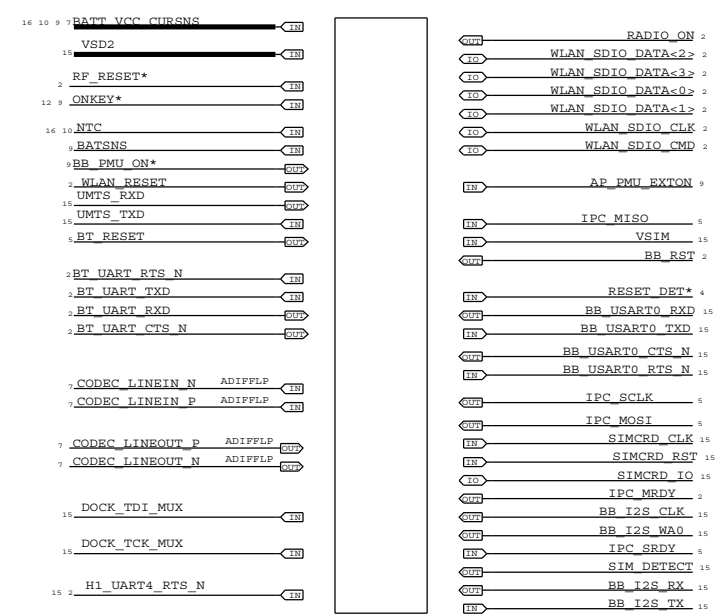 16 10 9 7 BATT_VCC_CURSNS IN
15 VSD2 IN
2 RF_RESET* IN
12 9 ONKEY* IN
16 10 NTC IN
9 BATSNS IN
9 BB_PMU_ON* OUT
2 WLAN_RESET OUT
15 UMTS_RXD OUT
15 UMTS_TXD IN
5 BT_RESET OUT
2 BT_UART_RTS_N IN
2 BT_UART_TXD IN
2 BT_UART_RXD OUT
2 BT_UART_CTS_N OUT
7 CODEC_LINEIN_N ADIFFLP IN
7 CODEC_LINEIN_P ADIFFLP IN
7 CODEC_LINEOUT_P ADIFFLP OUT
7 CODEC_LINEOUT_N ADIFFLP OUT
15 DOCK_TDI_MUX IN
15 DOCK_TCK_MUX IN
15 2 H1_UART4_RTS_N IN
OUT RADIO_ON 2
IO WLAN_SDIO_DATA<2> 2
IO WLAN_SDIO_DATA<3> 2
IO WLAN_SDIO_DATA<0> 2
IO WLAN_SDIO_DATA<1> 2
IO WLAN_SDIO_CLK 2
IO WLAN_SDIO_CMD 2
IN AP_PMU_EXTON 9
IN IPC_MISO 5
IN VSIM 15
OUT BB_RST 2
IN RESET_DET* 4
OUT BB_USART0_RXD 15
IN BB_USART0_TXD 15
OUT BB_USART0_CTS_N 15
IN BB_USART0_RTS_N 15
OUT IPC_SCLK 5
OUT IPC_MOSI 5
IN SIMCRD_CLK 15
IN SIMCRD_RST 15
IO SIMCRD_IO 15
OUT IPC_MRDY 2
OUT BB_I2S_CLK 15
OUT BB_I2S_WA0 15
IN IPC_SRDY 5
OUT SIM_DETECT 15
OUT BB_I2S_RX 15
IN BB_I2S_TX 15